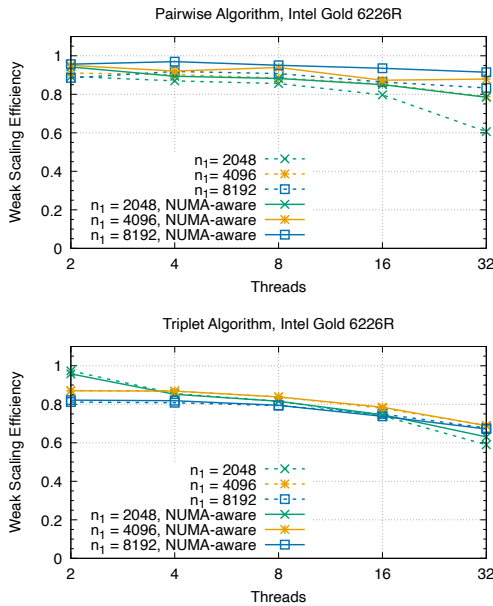 Pairwise Algorithm, Intel Gold 6226R
Weak Scaling Efficiency
1
0.8
0.6
0.4
0.2
0
n₁ = 2048
n₁ = 4096
n₁ = 8192
n₁ = 2048, NUMA-aware
n₁ = 4096, NUMA-aware
n₁ = 8192, NUMA-aware
2 4 8 16 32
Threads
Triplet Algorithm, Intel Gold 6226R
Weak Scaling Efficiency
1
0.8
0.6
0.4
0.2
0
n₁ = 2048
n₁ = 4096
n₁ = 8192
n₁ = 2048, NUMA-aware
n₁ = 4096, NUMA-aware
n₁ = 8192, NUMA-aware
2 4 8 16 32
Threads